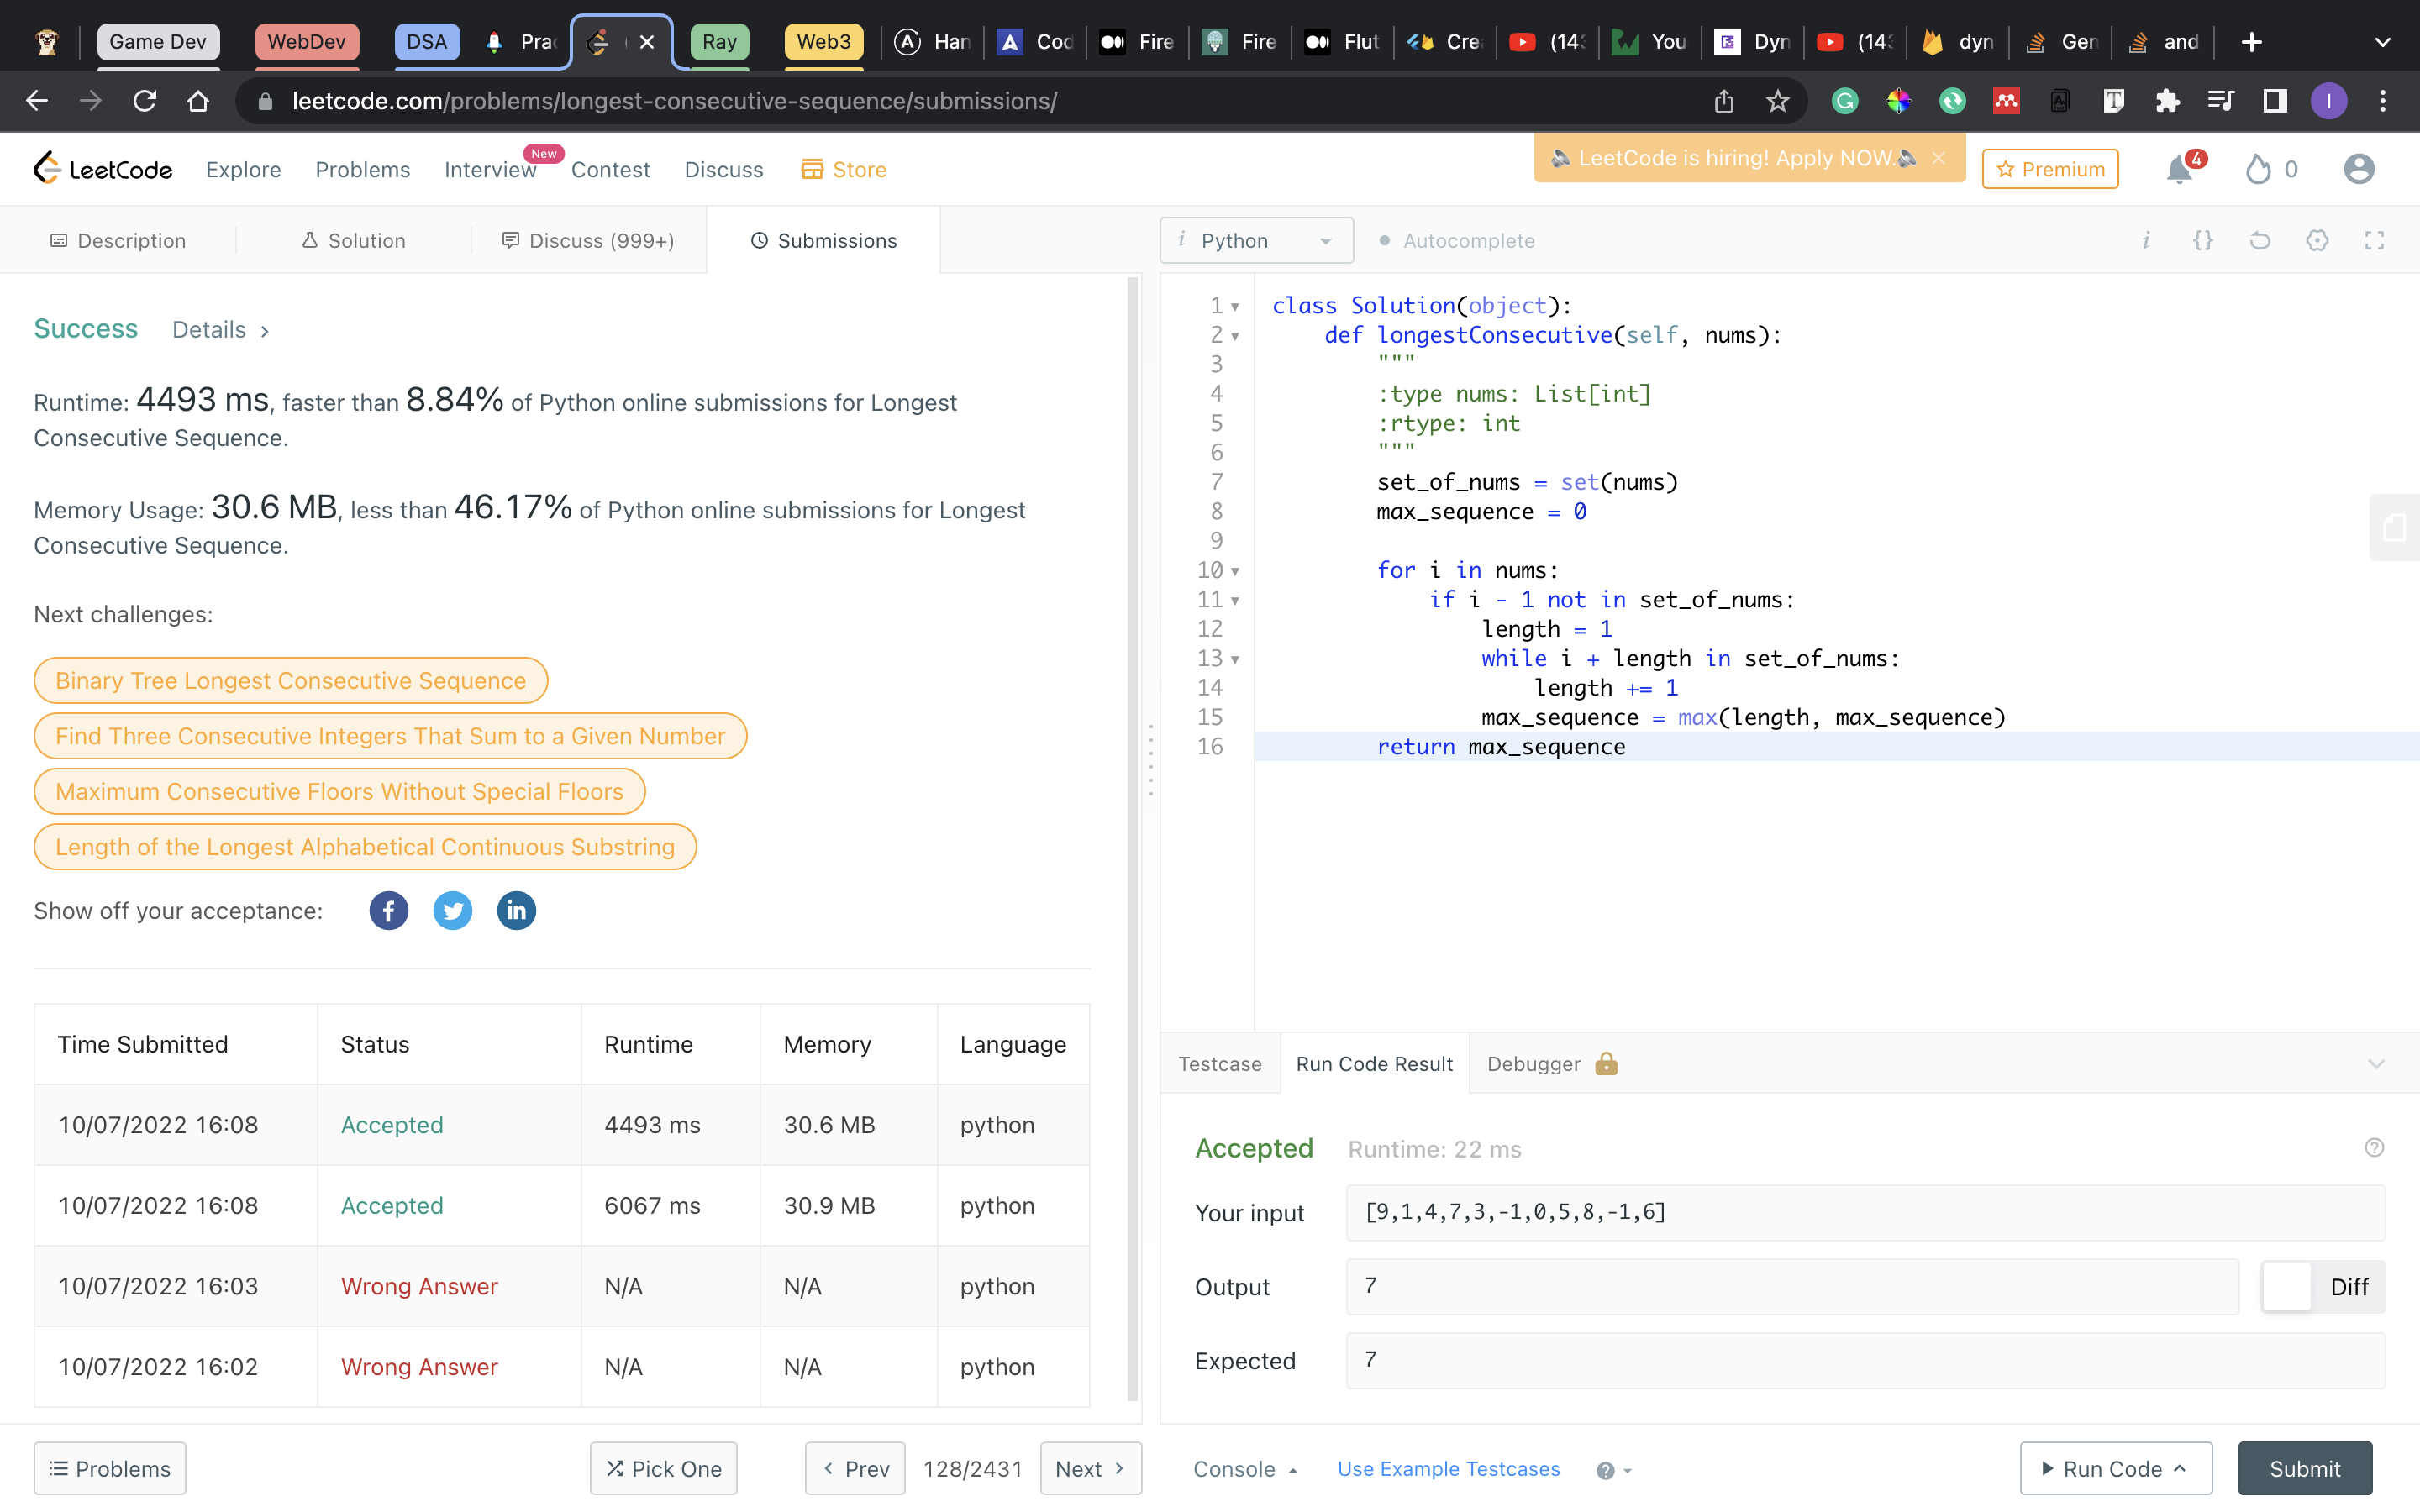 Game Dev WebDev DSA Pra Ray Web3 Han Cod Fire Fire Flut Cre (143 You Dyn (143 dyn Gen and
leetcode.com/problems/longest-consecutive-sequence/submissions/
LeetCode Explore Problems Interview New Contest Discuss Store LeetCode is hiring! Apply NOW. Premium 4 0
Description Solution Discuss (999+) Submissions
i Python Autocomplete
Success Details
Runtime: 4493 ms, faster than 8.84% of Python online submissions for Longest
Consecutive Sequence.
Memory Usage: 30.6 MB, less than 46.17% of Python online submissions for Longest
Consecutive Sequence.
Next challenges:
Binary Tree Longest Consecutive Sequence
Find Three Consecutive Integers That Sum to a Given Number
Maximum Consecutive Floors Without Special Floors
Length of the Longest Alphabetical Continuous Substring
Show off your acceptance:
Time Submitted Status Runtime Memory Language
10/07/2022 16:08 Accepted 4493 ms 30.6 MB python
10/07/2022 16:08 Accepted 6067 ms 30.9 MB python
10/07/2022 16:03 Wrong Answer N/A N/A python
10/07/2022 16:02 Wrong Answer N/A N/A python
1 class Solution(object):
2 def longestConsecutive(self, nums):
3 """
4 :type nums: List[int]
5 :rtype: int
6 """
7 set_of_nums = set(nums)
8 max_sequence = 0
9
10 for i in nums:
11 if i - 1 not in set_of_nums:
12 length = 1
13 while i + length in set_of_nums:
14 length += 1
15 max_sequence = max(length, max_sequence)
16 return max_sequence
Testcase Run Code Result Debugger
Accepted Runtime: 22 ms
Your input [9,1,4,7,3,-1,0,5,8,-1,6]
Output 7 Diff
Expected 7
Problems Pick One Prev 128/2431 Next Console Use Example Testcases Run Code Submit